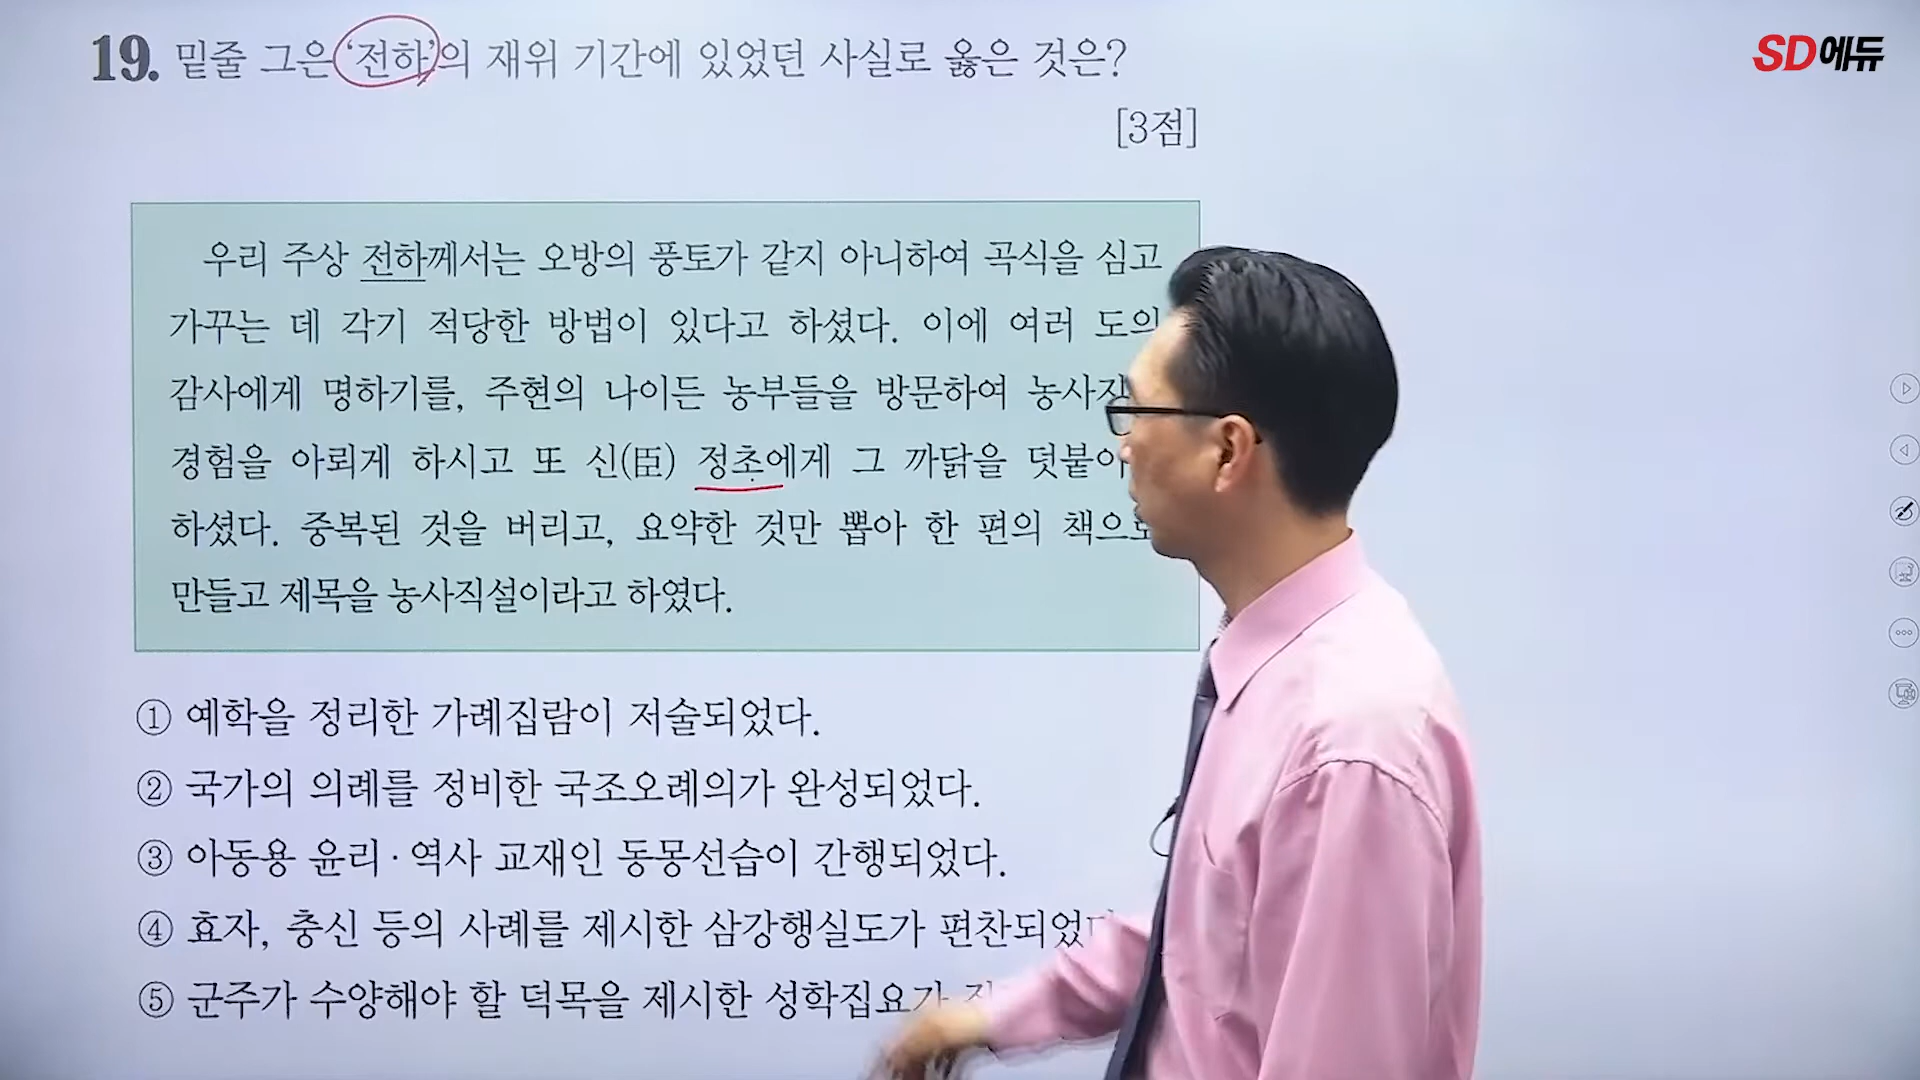 19. 밑줄 그은 '전하'의 재위 기간에 있었던 사실로 옳은 것은?
[3점]
SD에듀
우리 주상 전하께서는 오방의 풍토가 같지 아니하여 곡식을 심고
가꾸는 데 각기 적당한 방법이 있다고 하셨다. 이에 여러 도의
감사에게 명하기를, 주현의 나이든 농부들을 방문하여 농사지
경험을 아뢰게 하시고 또 신(臣) 정초에게 그 까닭을 덧붙이
하셨다. 중복된 것을 버리고, 요약한 것만 뽑아 한 편의 책으로
만들고 제목을 농사직설이라고 하였다.
① 예학을 정리한 가례집람이 저술되었다.
② 국가의 의례를 정비한 국조오례의가 완성되었다.
③ 아동용 윤리·역사 교재인 동몽선습이 간행되었다.
④ 효자, 충신 등의 사례를 제시한 삼강행실도가 편찬되었다
⑤ 군주가 수양해야 할 덕목을 제시한 성학집요가